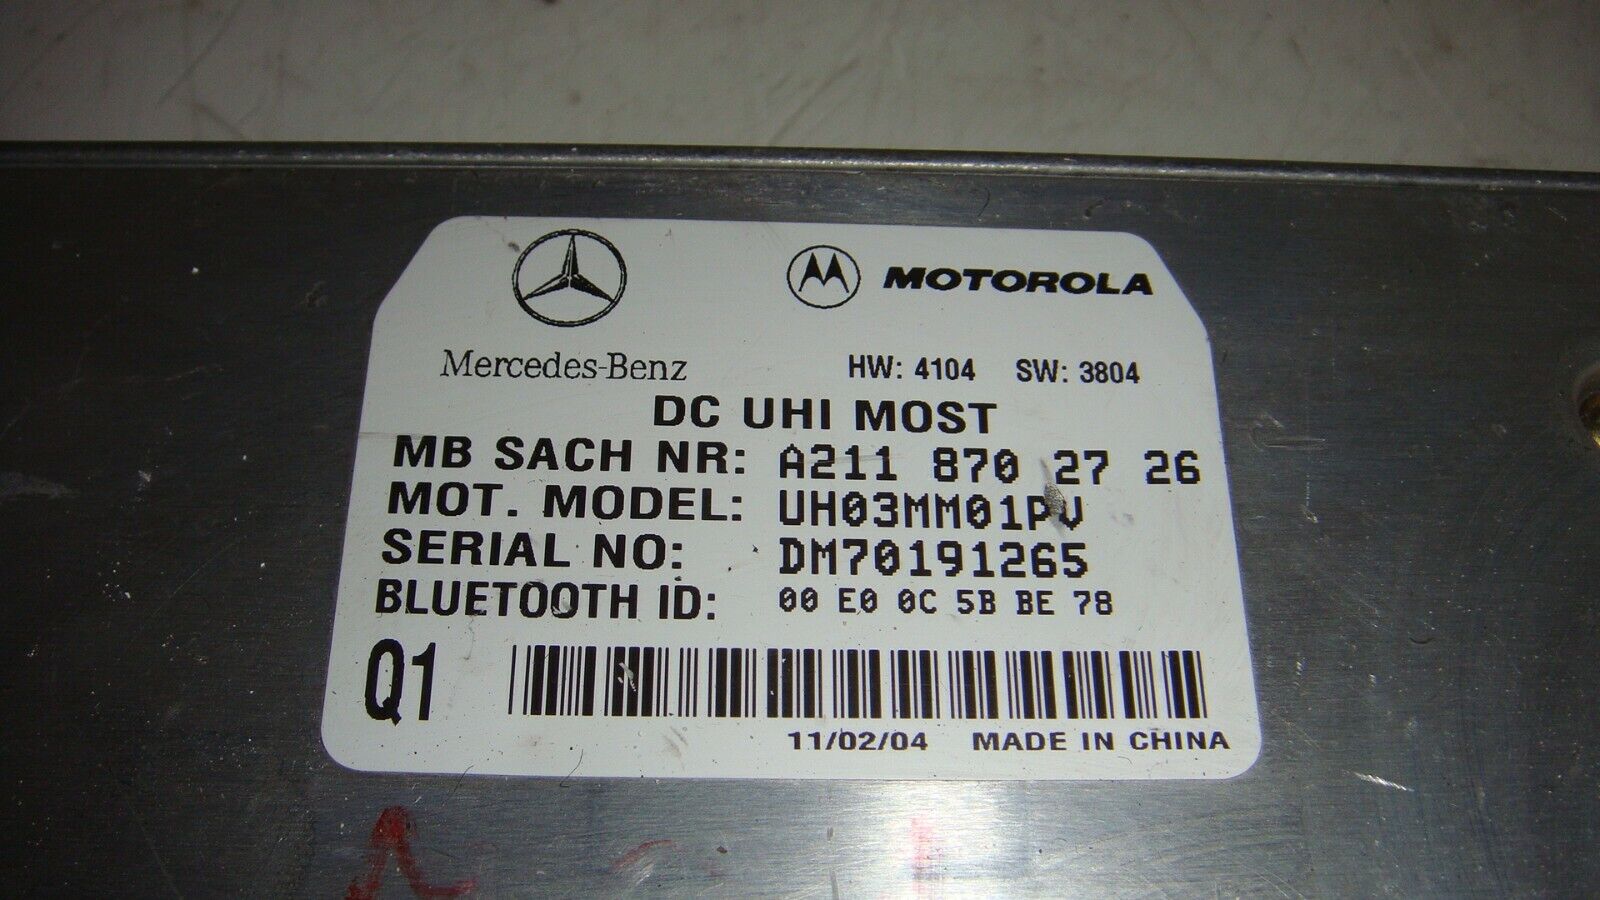 MOTOROLA
Mercedes-Benz HW: 4104 SW: 3804
DC UHI MOST
MB SACH NR: A211 870 27 26
MOT. MODEL: UH03MM01PV
SERIAL NO: DM70191265
BLUETOOTH ID: 00 E0 0C 5B BE 78
Q1
11/02/04 MADE IN CHINA